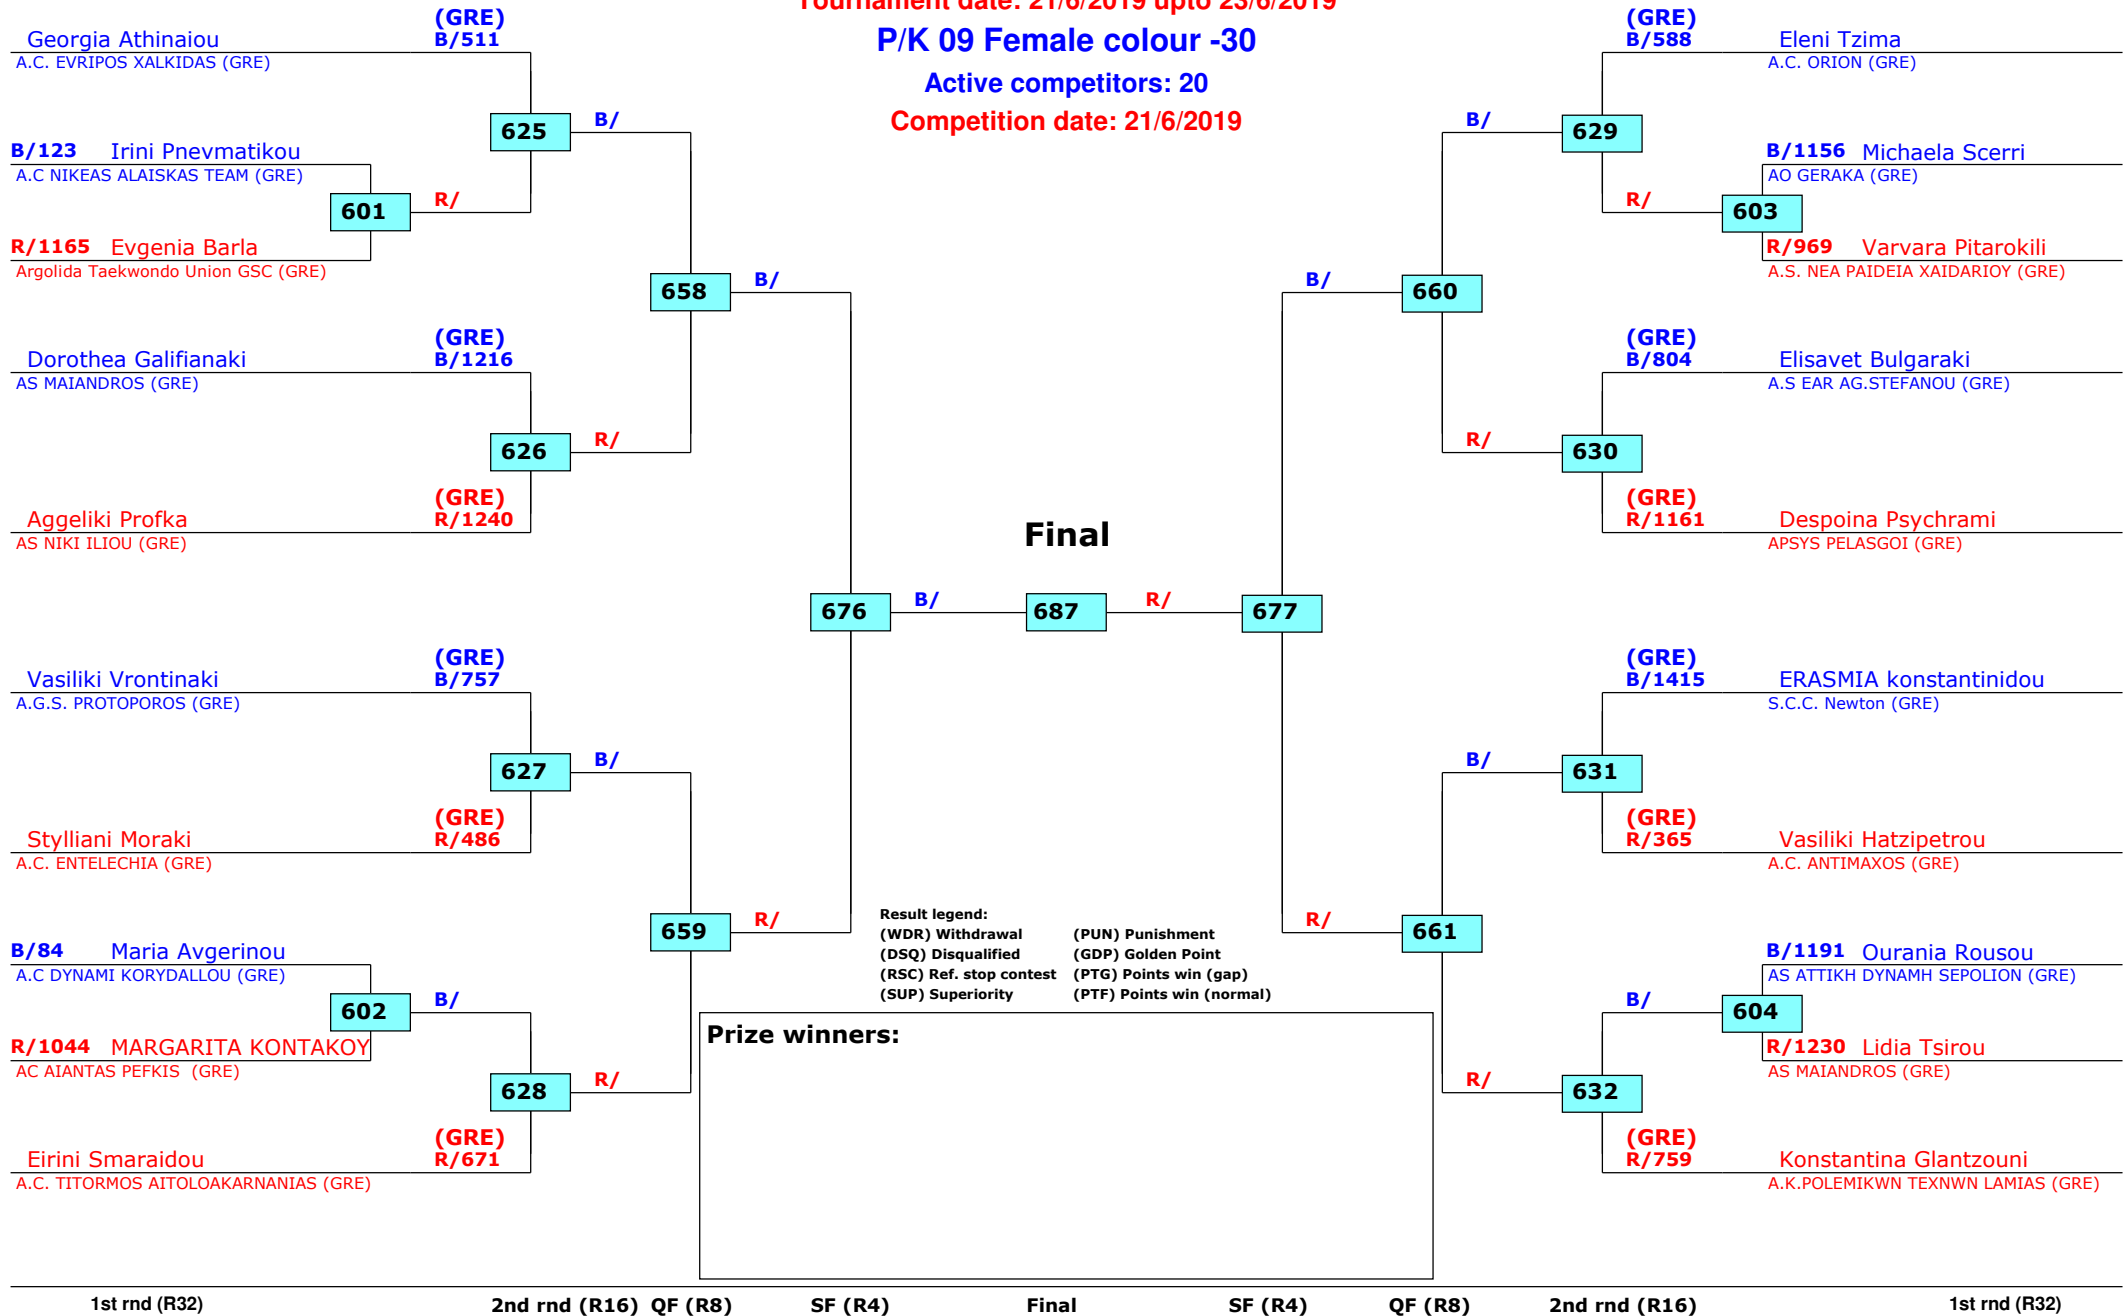 Tournament date: 21/6/2019 upto 23/6/2019
P/K 09 Female colour -30
Active competitors: 20
Competition date: 21/6/2019
(GRE)
Georgia Athinaiou B/511
A.C. EVRIPOS XALKIDAS (GRE)
625 B/
B/123 Irini Pnevmatikou
A.C NIKEAS ALAISKAS TEAM (GRE)
601 R/
R/1165 Evgenia Barla
Argolida Taekwondo Union GSC (GRE)
658 B/
(GRE)
Dorothea Galifianaki B/1216
AS MAIANDROS (GRE)
626 R/
(GRE)
Aggeliki Profka R/1240
AS NIKI ILIOU (GRE)
Final
676 B/ 687 R/ 677
(GRE)
Vasiliki Vrontinaki B/757
A.G.S. PROTOPOROS (GRE)
627 B/
(GRE)
Stylliani Moraki R/486
A.C. ENTELECHIA (GRE)
659 R/
B/84 Maria Avgerinou
A.C DYNAMI KORYDALLOU (GRE)
602 B/
R/1044 MARGARITA KONTAKOY
AC AIANTAS PEFKIS (GRE)
628 R/
(GRE)
Eirini Smaraidou R/671
A.C. TITORMOS AITOLOAKARNANIAS (GRE)
(GRE)
B/588 Eleni Tzima
A.C. ORION (GRE)
B/ 629
B/1156 Michaela Scerri
AO GERAKA (GRE)
R/ 603
R/969 Varvara Pitarokili
A.S. NEA PAIDEIA XAIDARIOY (GRE)
B/ 660
(GRE)
B/804 Elisavet Bulgaraki
A.S EAR AG.STEFANOU (GRE)
R/ 630
(GRE)
R/1161 Despoina Psychrami
APSYS PELASGOI (GRE)
(GRE)
B/1415 ERASMIA konstantinidou
S.C.C. Newton (GRE)
B/ 631
(GRE)
R/365 Vasiliki Hatzipetrou
A.C. ANTIMAXOS (GRE)
R/ 661
B/1191 Ourania Rousou
AS ATTIKH DYNAMH SEPOLION (GRE)
B/ 604
R/1230 Lidia Tsirou
AS MAIANDROS (GRE)
R/ 632
(GRE)
R/759 Konstantina Glantzouni
A.K.POLEMIKWN TEXNWN LAMIAS (GRE)
Result legend:
(WDR) Withdrawal (PUN) Punishment
(DSQ) Disqualified (GDP) Golden Point
(RSC) Ref. stop contest (PTG) Points win (gap)
(SUP) Superiority (PTF) Points win (normal)
Prize winners:
1st rnd (R32) 2nd rnd (R16) QF (R8) SF (R4) Final SF (R4) QF (R8) 2nd rnd (R16) 1st rnd (R32)